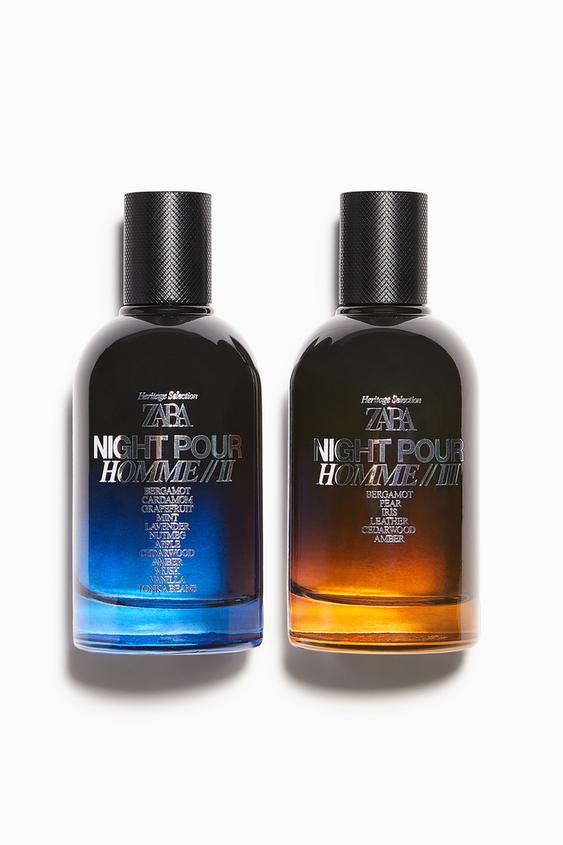 Heritage Selection
ZARA
NIGHT POUR
HOMME // II
BERGAMOT
CARDAMOM
GRAPEFRUIT
MINT
LAVENDER
NUTMEG
APPLE
CEDARWOOD
AMBER
MUSK
VANILLA
TONKA BEANS
Heritage Selection
ZARA
NIGHT POUR
HOMME // III
BERGAMOT
PEAR
IRIS
LEATHER
CEDARWOOD
AMBER